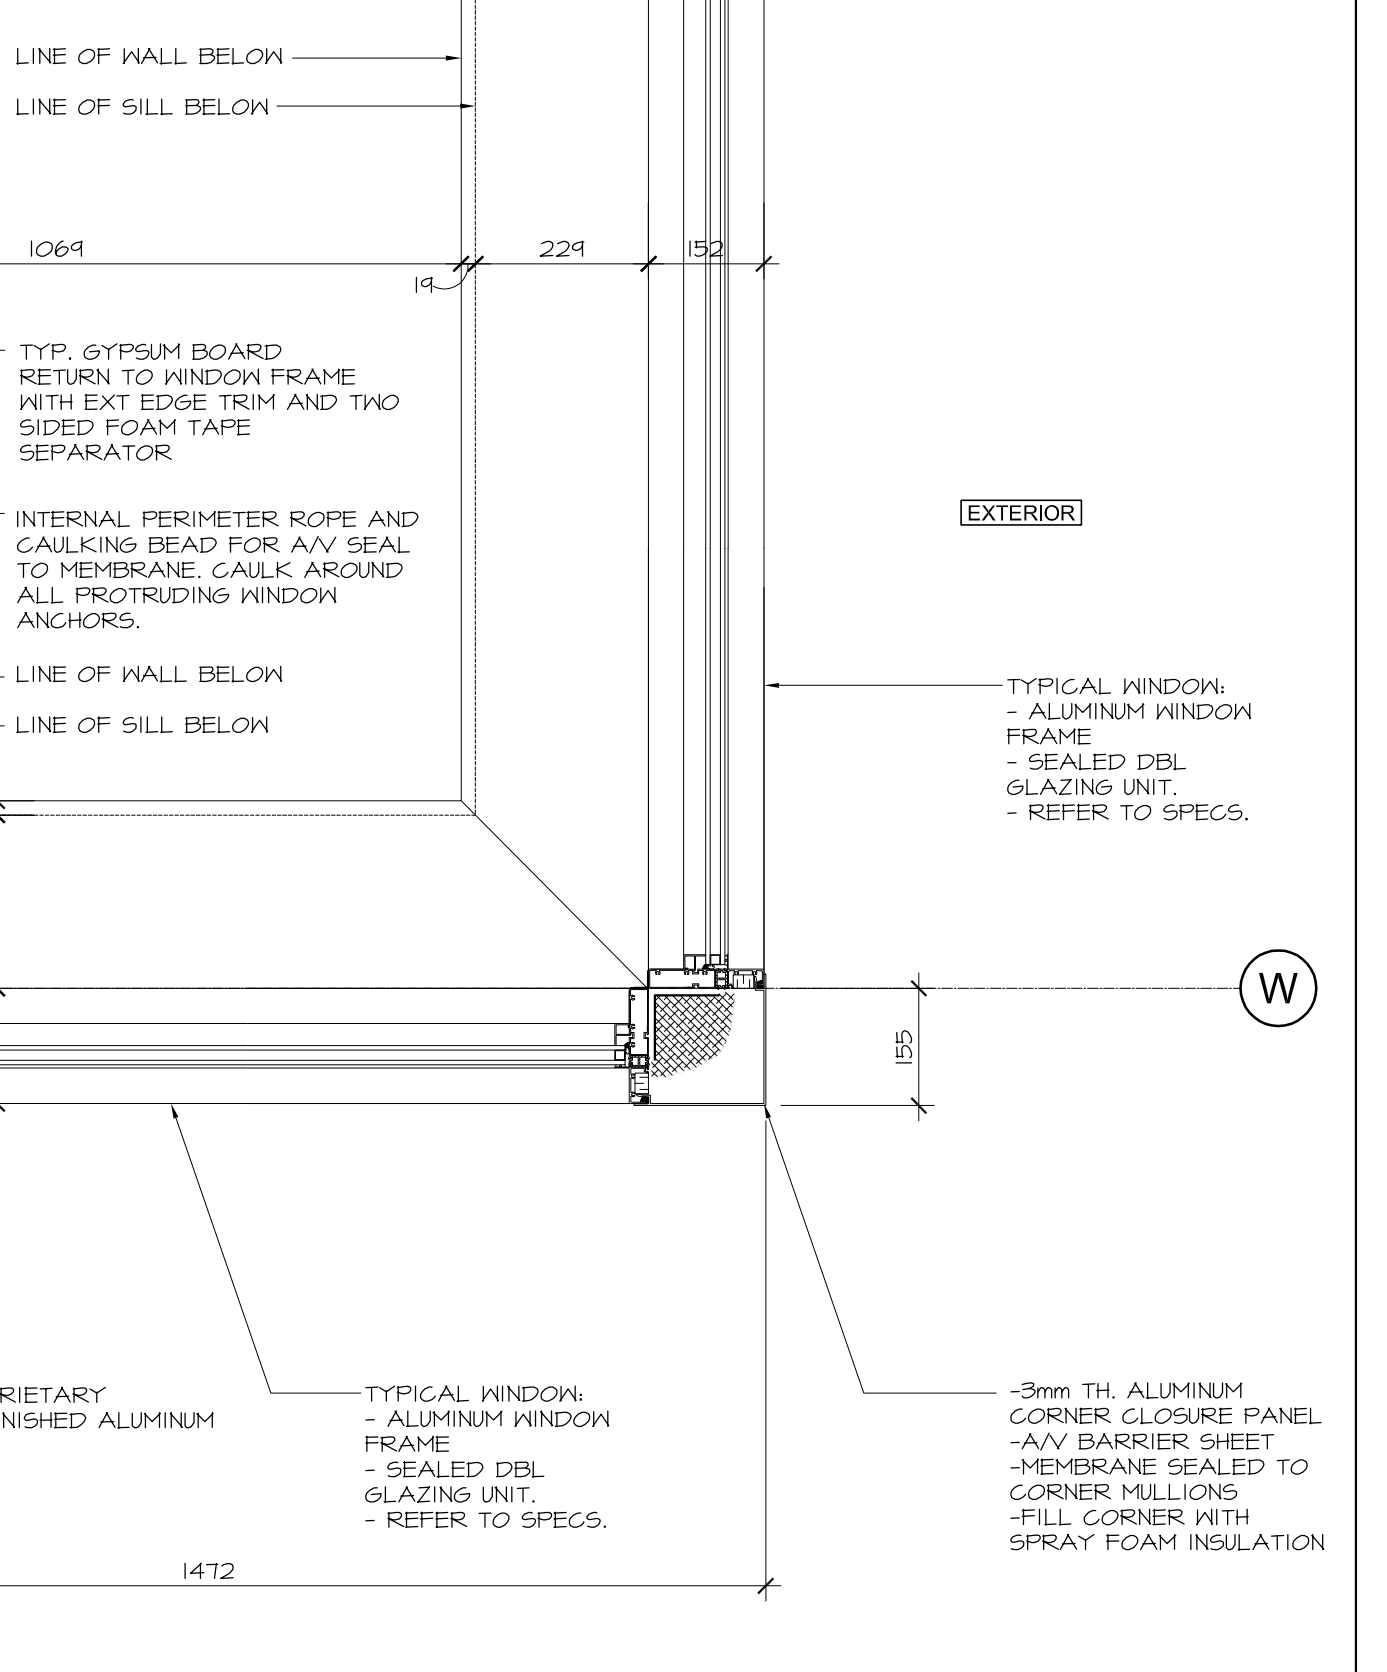 LINE OF WALL BELOW
LINE OF SILL BELOW
1069
229
152
19
TYP. GYPSUM BOARD
RETURN TO WINDOW FRAME
WITH EXT EDGE TRIM AND TWO
SIDED FOAM TAPE
SEPARATOR
EXTERIOR
INTERNAL PERIMETER ROPE AND
CAULKING BEAD FOR A/V SEAL
TO MEMBRANE. CAULK AROUND
ALL PROTRUDING WINDOW
ANCHORS.
LINE OF WALL BELOW
LINE OF SILL BELOW
TYPICAL WINDOW:
- ALUMINUM WINDOW
FRAME
- SEALED DBL
GLAZING UNIT.
- REFER TO SPECS.
W
155
RIETARY
NISHED ALUMINUM
TYPICAL WINDOW:
- ALUMINUM WINDOW
FRAME
- SEALED DBL
GLAZING UNIT.
- REFER TO SPECS.
-3mm TH. ALUMINUM
CORNER CLOSURE PANEL
-A/V BARRIER SHEET
-MEMBRANE SEALED TO
CORNER MULLIONS
-FILL CORNER WITH
SPRAY FOAM INSULATION
1472